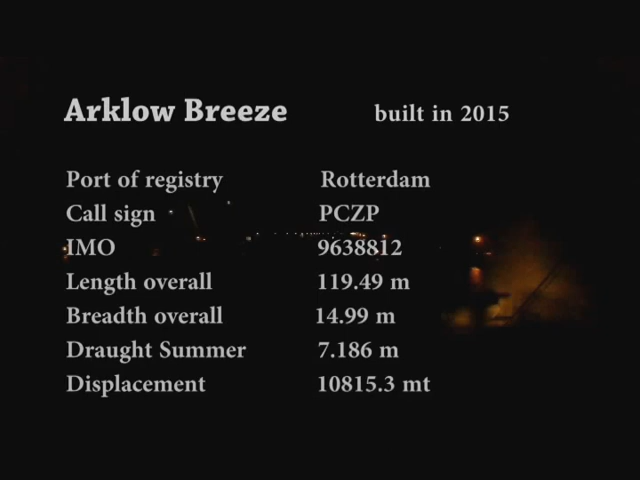 Arklow Breeze built in 2015
Port of registry Rotterdam
Call sign PCZP
IMO 9638812
Length overall 119.49 m
Breadth overall 14.99 m
Draught Summer 7.186 m
Displacement 10815.3 mt